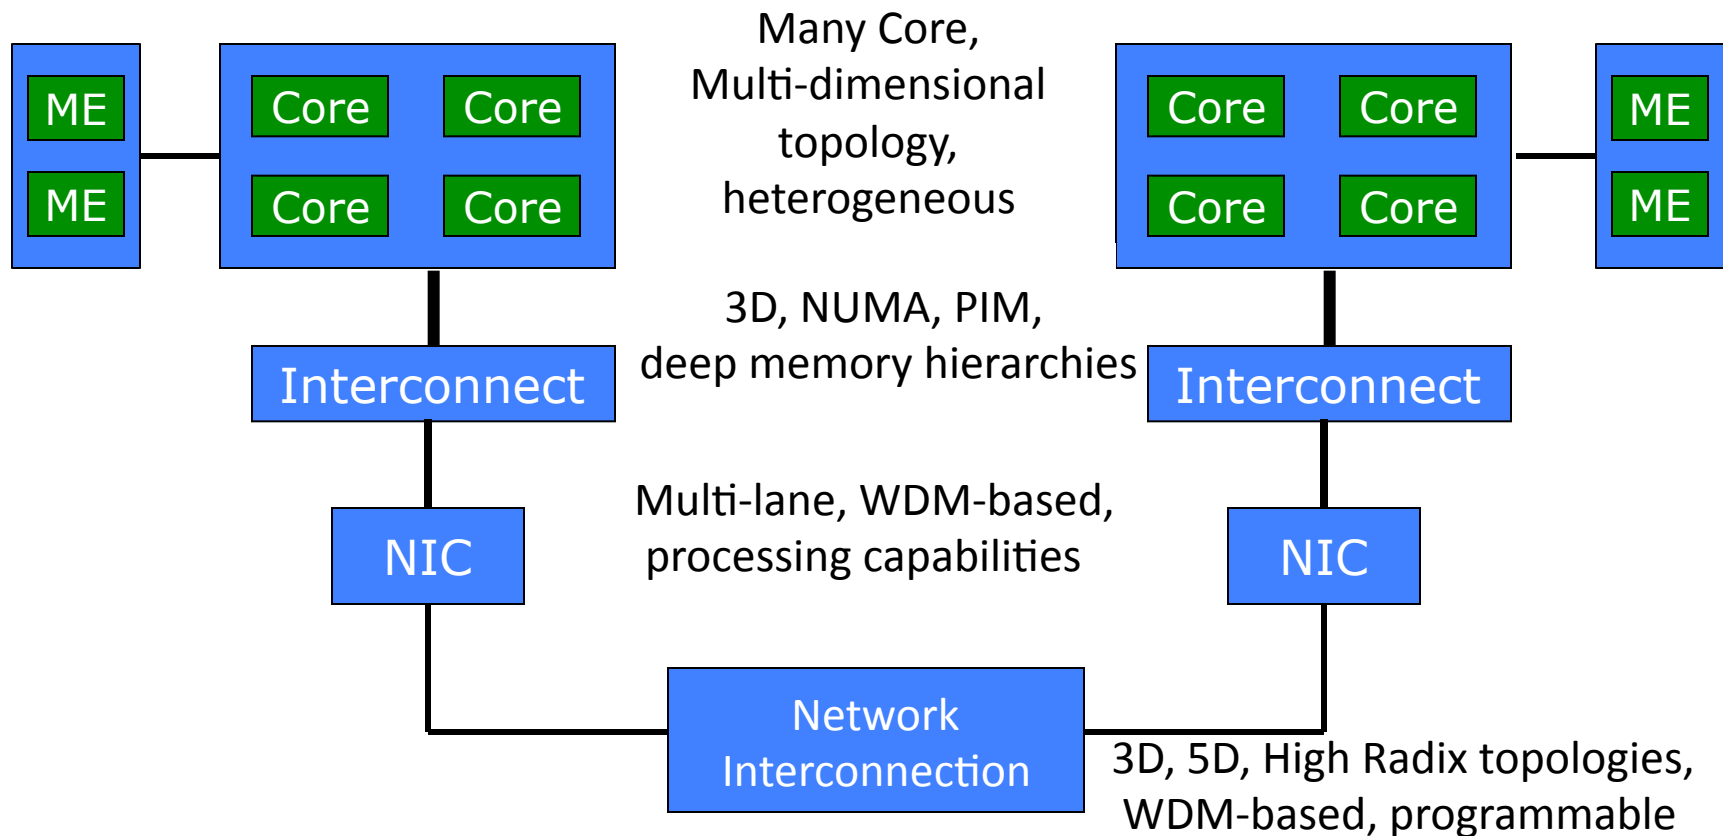 Many Core,
Multi-dimensional
topology,
heterogeneous
ME
ME
Core Core
Core Core
Core Core
Core Core
ME
ME
3D, NUMA, PIM,
deep memory hierarchies
Interconnect
Interconnect
Multi-lane, WDM-based,
processing capabilities
NIC
NIC
Network
Interconnection
3D, 5D, High Radix topologies,
WDM-based, programmable